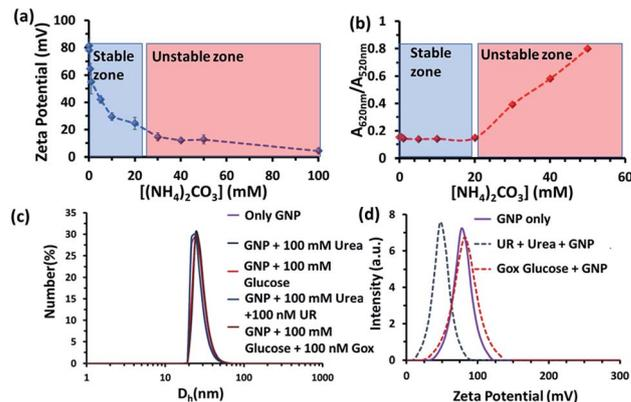 (a)
100
80
60
40
20
0
Zeta Potential (mV
Stable zone
Unstable zone
0 20 40 60 80 100
[(NH4)2CO3] (mM)
(b)
1
0.8
0.6
0.4
0.2
0
A620nm/A520nm
Stable zone
Unstable zone
0 20 40 60
[NH4)2CO3] (mM)
(c)
35
30
25
20
15
10
5
0
Number(%)
Only GNP
GNP + 100 mM Urea
GNP + 100 mM Glucose
GNP + 100 mM Urea +100 nM UR
GNP + 100 mM Glucose + 100 nM Gox
1 10 100 1000
Dh(nm)
(d)
8
7
6
5
4
3
2
1
0
Intensity (a.u.)
GNP only
UR + Urea + GNP
Gox Glucose + GNP
0 100 200 300
Zeta Potential (mV)